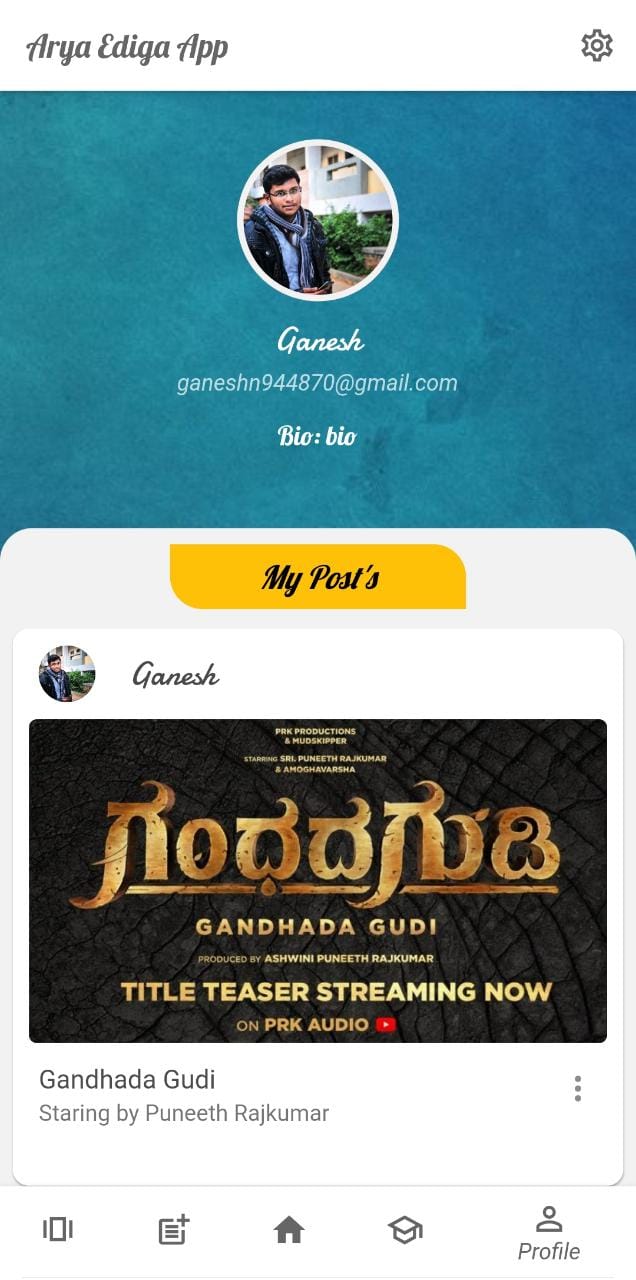 Arya Ediga App
Ganesh
ganeshn944870@gmail.com
Bio: bio
My Post's
Ganesh
PRK PRODUCTIONS
& MUDSKIPPER
STARRING SRI. PUNEETH RAJKUMAR
& AMOGHAVARSHA
ಗಂಧದಗುಡಿ
GANDHADA GUDI
PRODUCED BY ASHWINI PUNEETH RAJKUMAR
TITLE TEASER STREAMING NOW
ON PRK AUDIO
Gandhada Gudi
Staring by Puneeth Rajkumar
Profile